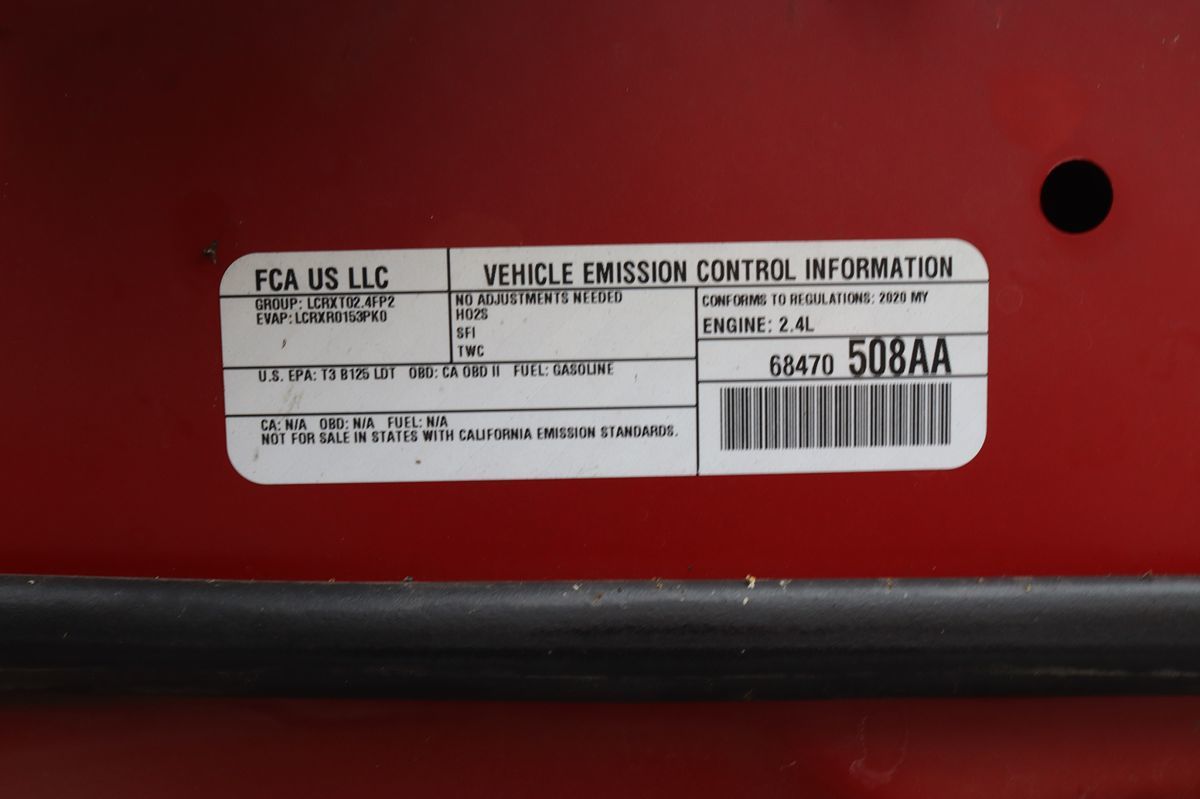 FCA US LLC
VEHICLE EMISSION CONTROL INFORMATION
GROUP: LCRXT02.4FP2
EVAP: LCRXR0153PK0
NO ADJUSTMENTS NEEDED
HO2S
SFI
TWC
CONFORMS TO REGULATIONS: 2020 MY
ENGINE: 2.4L
68470 508AA
U.S. EPA: T3 B125 LDT OBD: CA OBD II FUEL: GASOLINE
CA: N/A OBD: N/A FUEL: N/A
NOT FOR SALE IN STATES WITH CALIFORNIA EMISSION STANDARDS.